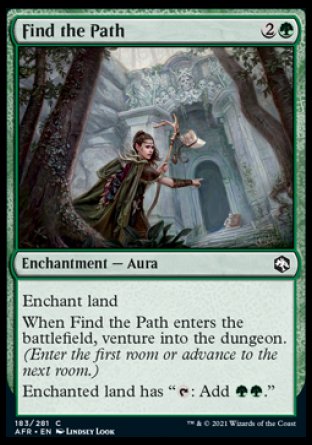 Find the Path 2
Enchantment — Aura
Enchant land
When Find the Path enters the
battlefield, venture into the dungeon.
(Enter the first room or advance to the
next room.)
Enchanted land has “: Add .”
183/281 C
AFR • EN Lindsey Look
™ & © 2021 Wizards of the Coast